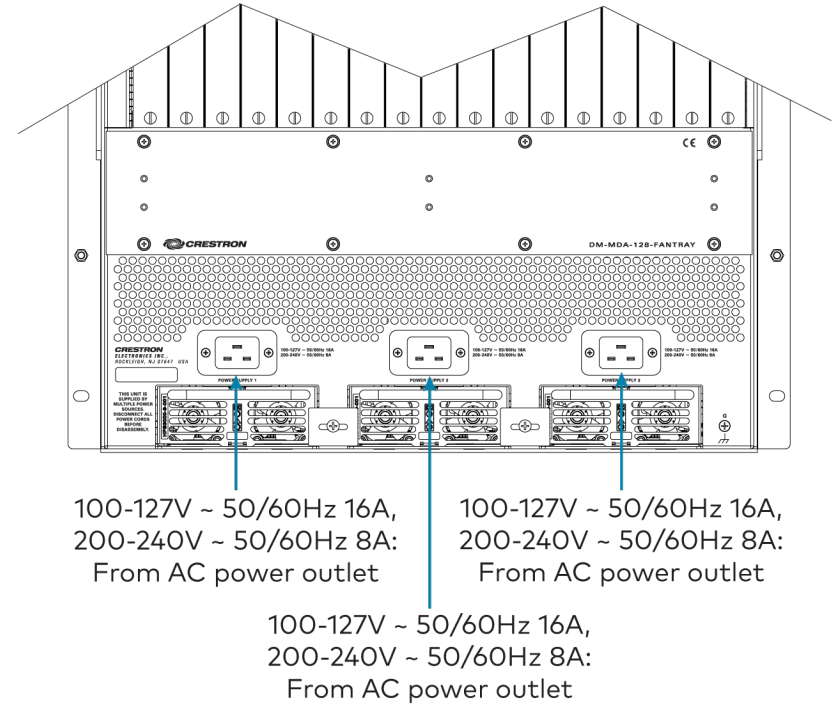 CE
CRESTRON
DM-MDA-128-FANTRAY
CRESTRON
ELECTRONICS INC.,
ROCKLEIGH, NJ 07647 USA
100-127V ~ 50/60Hz 16A
200-240V ~ 50/60Hz 8A
100-127V ~ 50/60Hz 16A
200-240V ~ 50/60Hz 8A
100-127V ~ 50/60Hz 16A
200-240V ~ 50/60Hz 8A
POWER SUPPLY 1
POWER SUPPLY 2
POWER SUPPLY 3
THIS UNIT IS
SUPPLIED BY
MULTIPLE POWER
SOURCES.
DISCONNECT ALL
POWER CORDS
BEFORE
DISASSEMBLY.
G
100-127V ~ 50/60Hz 16A,
200-240V ~ 50/60Hz 8A:
From AC power outlet
100-127V ~ 50/60Hz 16A,
200-240V ~ 50/60Hz 8A:
From AC power outlet
100-127V ~ 50/60Hz 16A,
200-240V ~ 50/60Hz 8A:
From AC power outlet